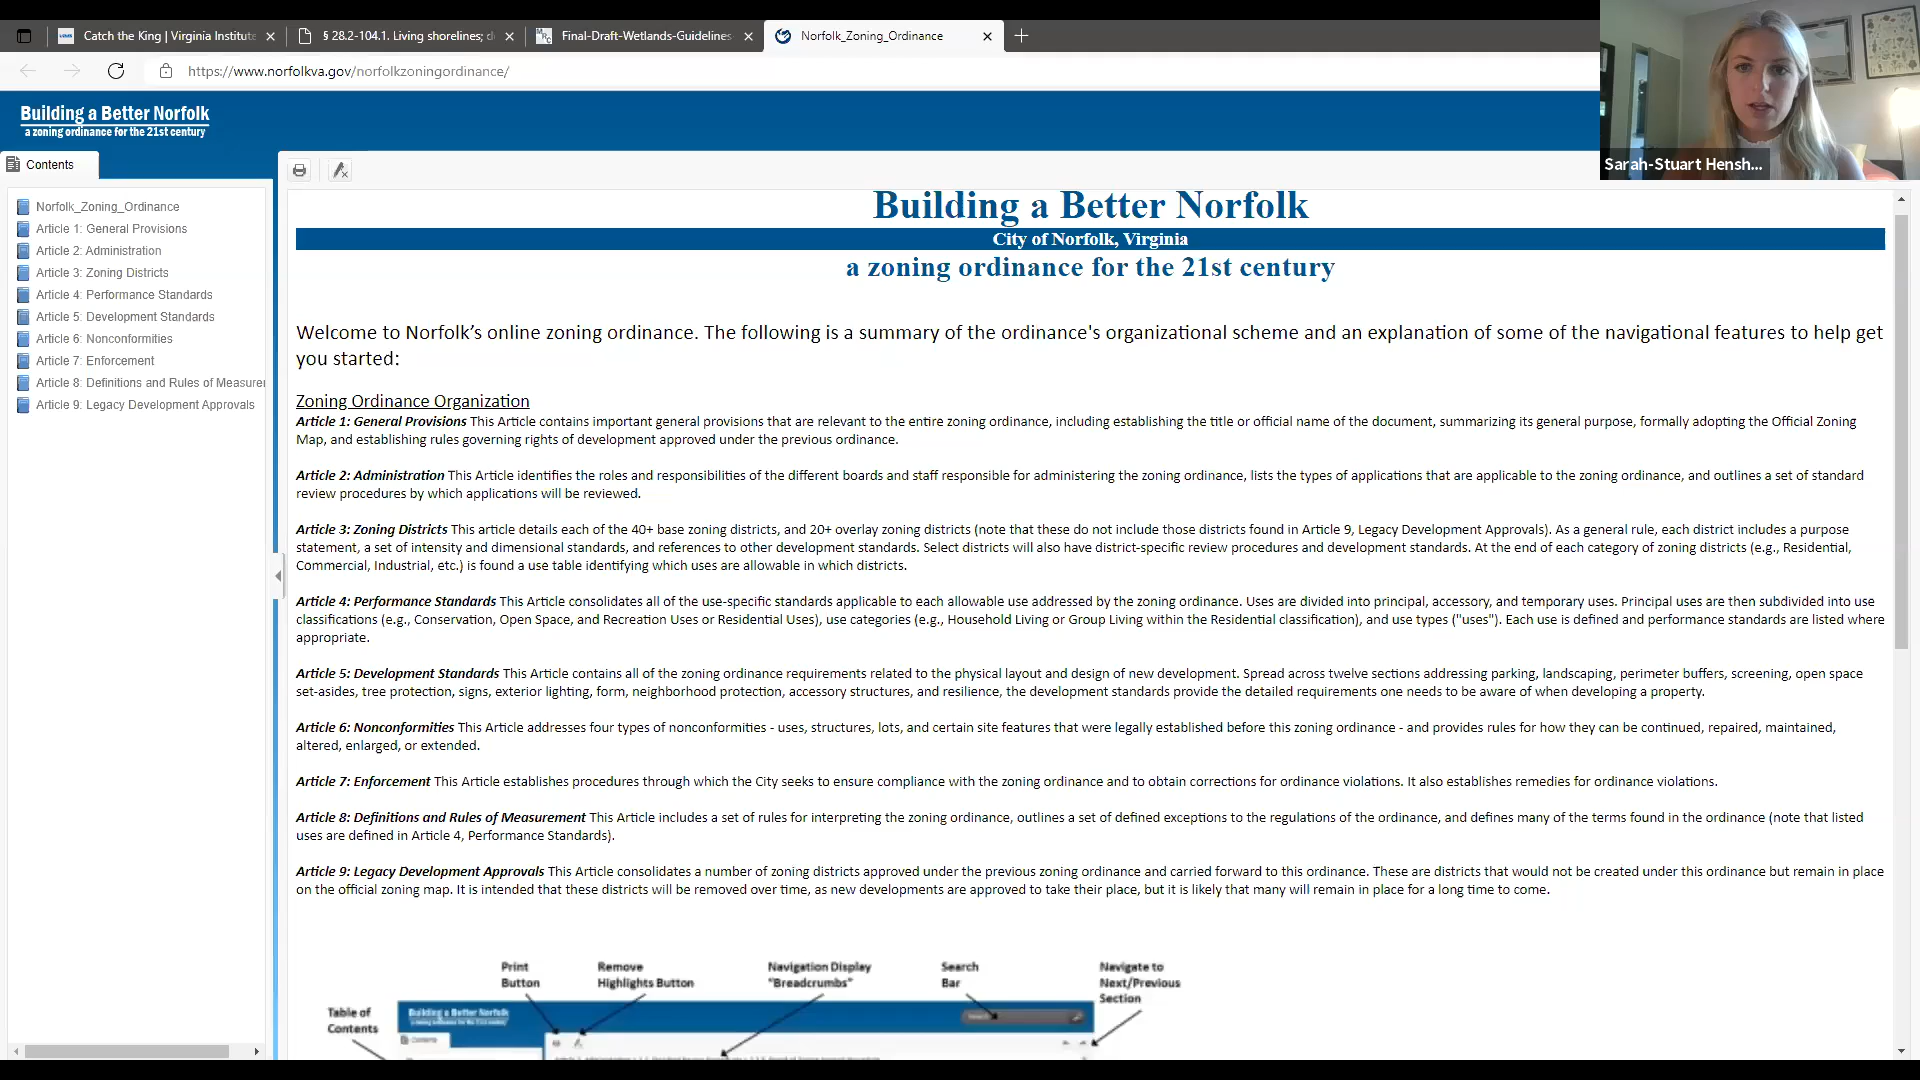 Catch the King | Virginia Institute
§ 28.2-104.1. Living shorelines; d
Final-Draft-Wetlands-Guidelines
Norfolk_Zoning_Ordinance
https://www.norfolkva.gov/norfolkzoningordinance/
Sarah-Stuart Hensh...
Building a Better Norfolk
a zoning ordinance for the 21st century
Contents
Norfolk_Zoning_Ordinance
Article 1: General Provisions
Article 2: Administration
Article 3: Zoning Districts
Article 4: Performance Standards
Article 5: Development Standards
Article 6: Nonconformities
Article 7: Enforcement
Article 8: Definitions and Rules of Measurer
Article 9: Legacy Development Approvals
Building a Better Norfolk
City of Norfolk, Virginia
a zoning ordinance for the 21st century
Welcome to Norfolk’s online zoning ordinance. The following is a summary of the ordinance's organizational scheme and an explanation of some of the navigational features to help get
you started:
Zoning Ordinance Organization
Article 1: General Provisions This Article contains important general provisions that are relevant to the entire zoning ordinance, including establishing the title or official name of the document, summarizing its general purpose, formally adopting the Official Zoning
Map, and establishing rules governing rights of development approved under the previous ordinance.
Article 2: Administration This Article identifies the roles and responsibilities of the different boards and staff responsible for administering the zoning ordinance, lists the types of applications that are applicable to the zoning ordinance, and outlines a set of standard
review procedures by which applications will be reviewed.
Article 3: Zoning Districts This article details each of the 40+ base zoning districts, and 20+ overlay zoning districts (note that these do not include those districts found in Article 9, Legacy Development Approvals). As a general rule, each district includes a purpose
statement, a set of intensity and dimensional standards, and references to other development standards. Select districts will also have district-specific review procedures and development standards. At the end of each category of zoning districts (e.g., Residential,
Commercial, Industrial, etc.) is found a use table identifying which uses are allowable in which districts.
Article 4: Performance Standards This Article consolidates all of the use-specific standards applicable to each allowable use addressed by the zoning ordinance. Uses are divided into principal, accessory, and temporary uses. Principal uses are then subdivided into use
classifications (e.g., Conservation, Open Space, and Recreation Uses or Residential Uses), use categories (e.g., Household Living or Group Living within the Residential classification), and use types ("uses"). Each use is defined and performance standards are listed where
appropriate.
Article 5: Development Standards This Article contains all of the zoning ordinance requirements related to the physical layout and design of new development. Spread across twelve sections addressing parking, landscaping, perimeter buffers, screening, open space
set-asides, tree protection, signs, exterior lighting, form, neighborhood protection, accessory structures, and resilience, the development standards provide the detailed requirements one needs to be aware of when developing a property.
Article 6: Nonconformities This Article addresses four types of nonconformities - uses, structures, lots, and certain site features that were legally established before this zoning ordinance - and provides rules for how they can be continued, repaired, maintained,
altered, enlarged, or extended.
Article 7: Enforcement This Article establishes procedures through which the City seeks to ensure compliance with the zoning ordinance and to obtain corrections for ordinance violations. It also establishes remedies for ordinance violations.
Article 8: Definitions and Rules of Measurement This Article includes a set of rules for interpreting the zoning ordinance, outlines a set of defined exceptions to the regulations of the ordinance, and defines many of the terms found in the ordinance (note that listed
uses are defined in Article 4, Performance Standards).
Article 9: Legacy Development Approvals This Article consolidates a number of zoning districts approved under the previous zoning ordinance and carried forward to this ordinance. These are districts that would not be created under this ordinance but remain in place
on the official zoning map. It is intended that these districts will be removed over time, as new developments are approved to take their place, but it is likely that many will remain in place for a long time to come.
Print
Button
Remove
Highlights Button
Navigation Display
"Breadcrumbs"
Search
Bar
Navigate to
Next/Previous
Section
Table of
Contents
Building a Better Norfolk
a zoning ordinance for the 21st century
Contents